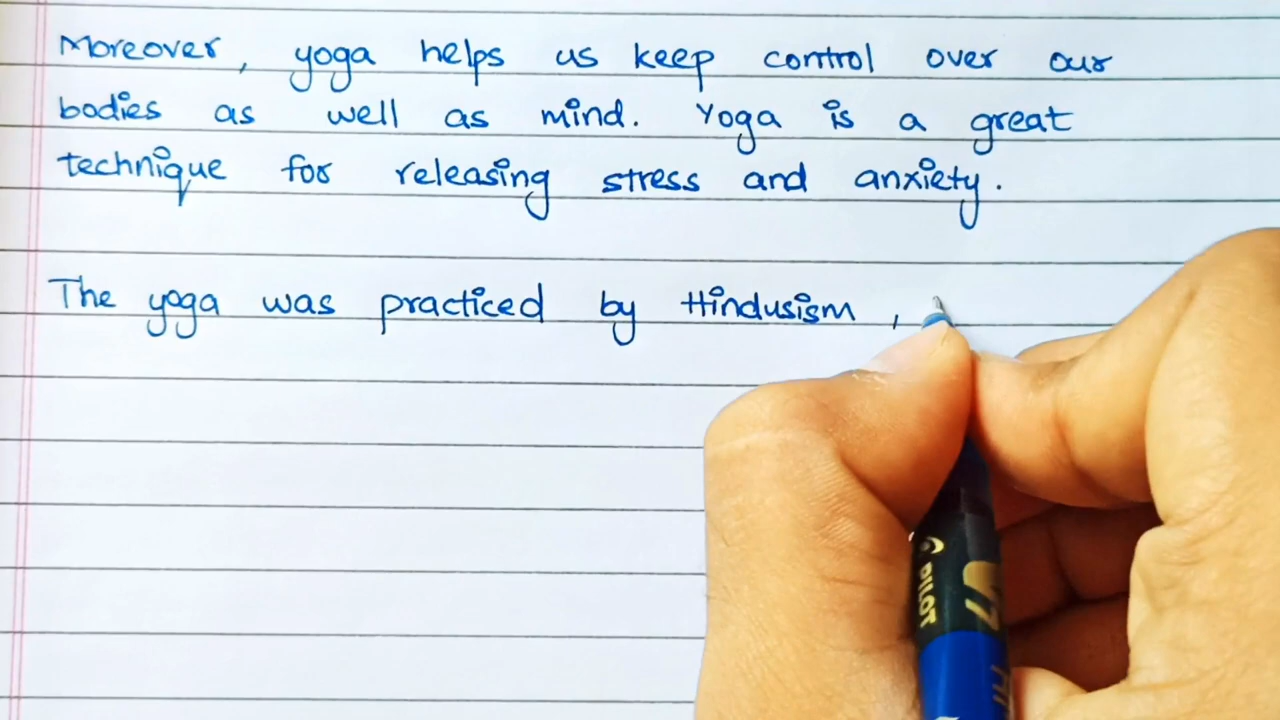 Moreover, yoga helps us keep control over our
bodies as well as mind. Yoga is a great
technique for releasing stress and anxiety.
The yoga was practiced by Hindusism ,
PILOT